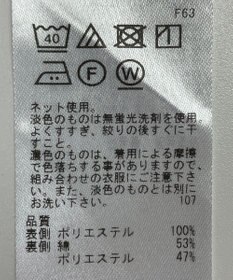 F63
40
F
W
ネット使用。
淡色のものは無蛍光洗剤を使用。
よくすすぎ、絞りの後すぐに干
すこと。
濃色のものは、着用による摩擦
で色落ちする事がありますので、
組み合わせの衣服にご注意下さ
い。また、淡色のものとは別に
お洗い下さい。 107
品質
表側 ポリエステル 100%
裏側 綿 53%
ポリエステル 47%